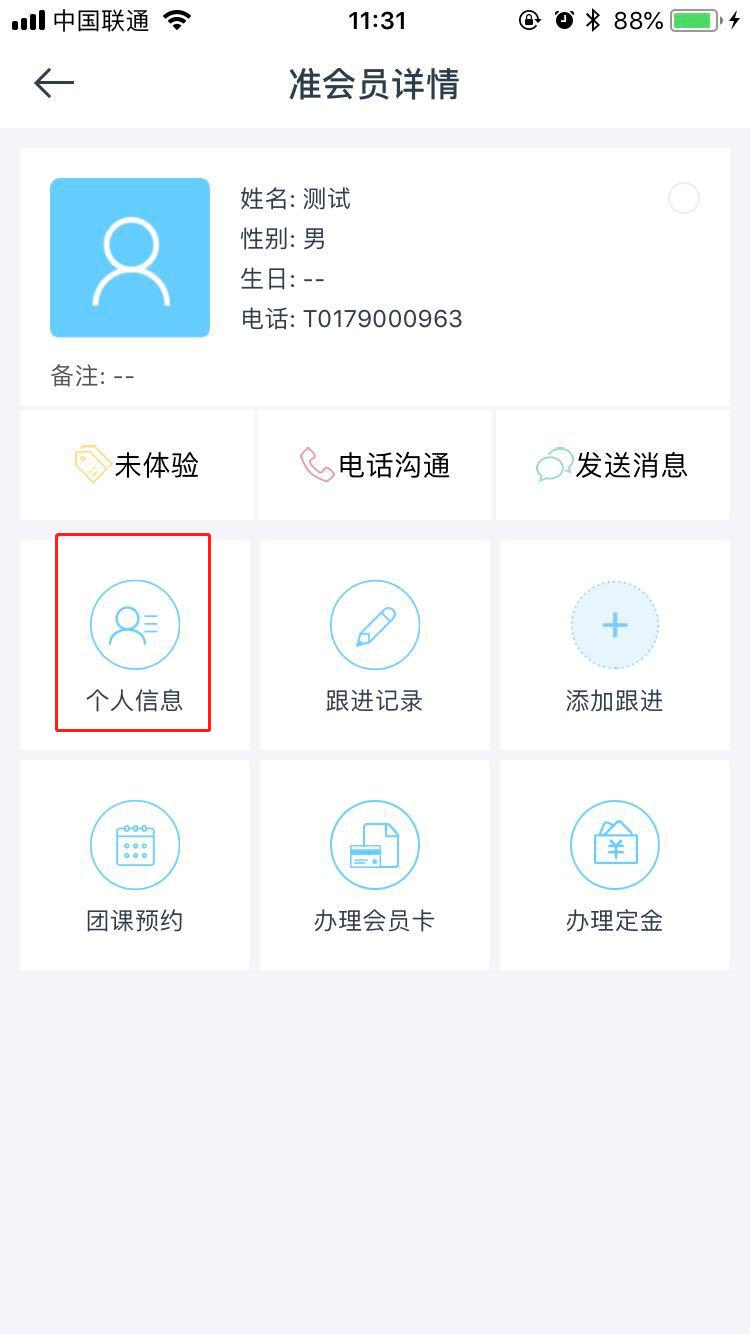 中国联通 11:31 88%
准会员详情
姓名: 测试
性别: 男
生日: --
电话: T0179000963
备注: --
未体验 电话沟通 发送消息
个人信息 跟进记录 添加跟进
团课预约 办理会员卡 办理定金